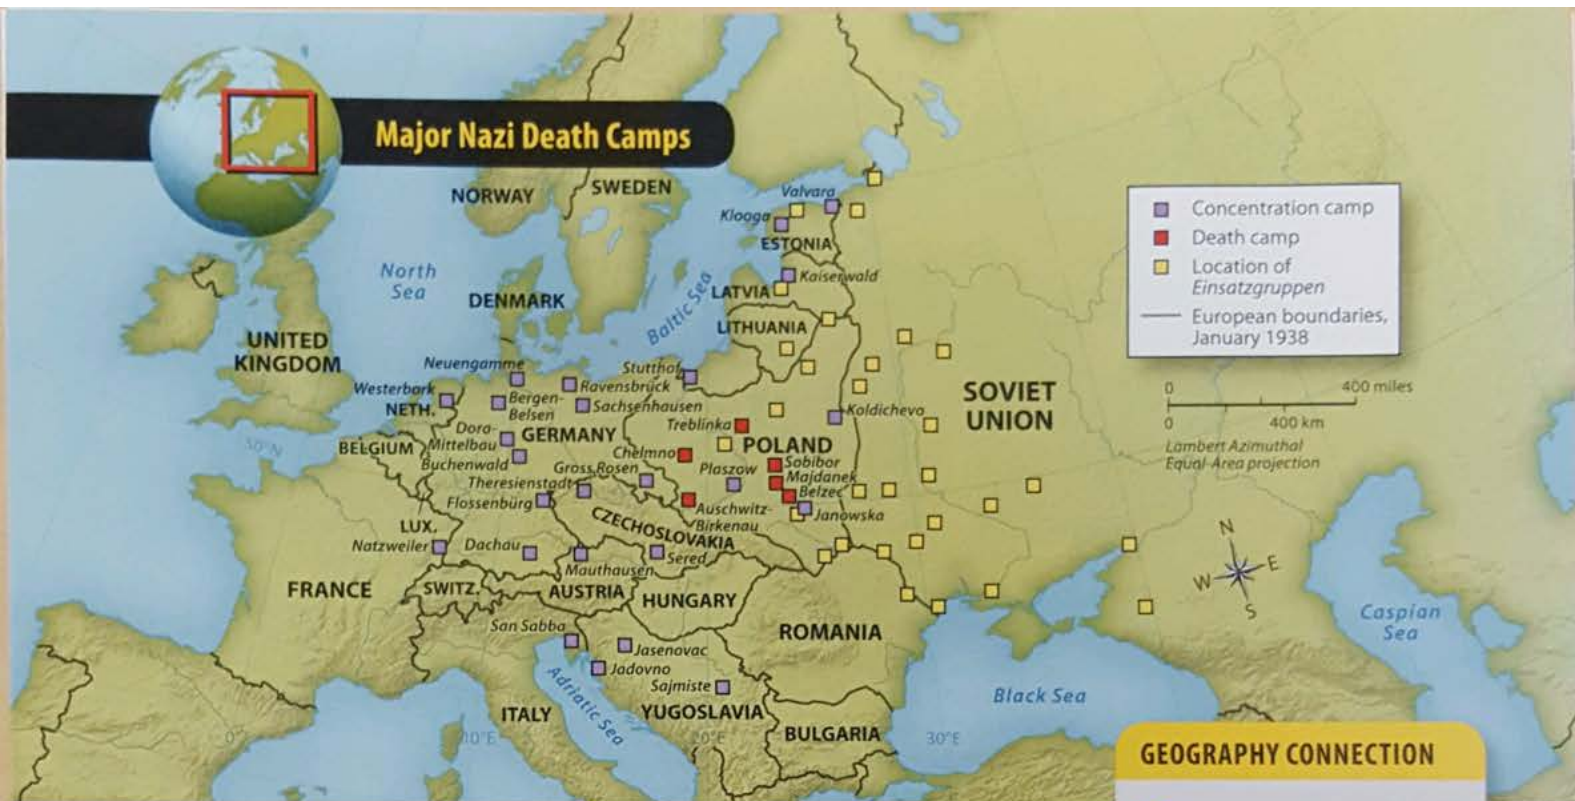 Major Nazi Death Camps
NORWAY
SWEDEN
Valvara
Klooga
ESTONIA
Kaiserwald
LATVIA
LITHUANIA
North
Sea
DENMARK
Baltic Sea
UNITED
KINGDOM
Concentration camp
Death camp
Location of
Einsatzgruppen
European boundaries,
January 1938
0
400 miles
0
400 km
Lambert Azimuthal
Equal-Area projection
Neuengamme
Stutthof
Westerbork
Ravensbrück
NETH.
Bergen-
Belsen
Sachsenhausen
Koldichevo
SOVIET
UNION
Treblinka
Dora-
Mittelbau
GERMANY
POLAND
50°N
BELGIUM
Chelmno
Buchenwald
Gross Rosen
Plaszow
Sobibor
Majdanek
Belzec
Theresienstadt
Flossenbürg
Auschwitz-
Birkenau
Janowska
LUX.
CZECHOSLOVAKIA
Natzweiler
Dachau
Sered
Mauthausen
FRANCE
SWITZ.
AUSTRIA
HUNGARY
N
E
W
S
Caspian
Sea
San Sabba
ROMANIA
Jasenovac
Jadovno
Sajmiste
Adriatic Sea
ITALY
YUGOSLAVIA
Black Sea
BULGARIA
0°
10°E
20°E
30°E
GEOGRAPHY CONNECTION